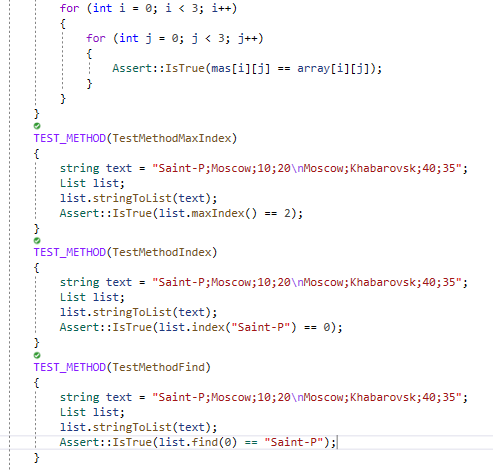 for (int i = 0; i < 3; i++)
{
for (int j = 0; j < 3; j++)
{
Assert::IsTrue(mas[i][j] == array[i][j]);
}
}
}
TEST_METHOD(TestMethodMaxIndex)
{
string text = "Saint-P;Moscow;10;20\nMoscow;Khabarovsk;40;35";
List list;
list.stringToList(text);
Assert::IsTrue(list.maxIndex() == 2);
}
TEST_METHOD(TestMethodIndex)
{
string text = "Saint-P;Moscow;10;20\nMoscow;Khabarovsk;40;35";
List list;
list.stringToList(text);
Assert::IsTrue(list.index("Saint-P") == 0);
}
TEST_METHOD(TestMethodFind)
{
string text = "Saint-P;Moscow;10;20\nMoscow;Khabarovsk;40;35";
List list;
list.stringToList(text);
Assert::IsTrue(list.find(0) == "Saint-P");
}